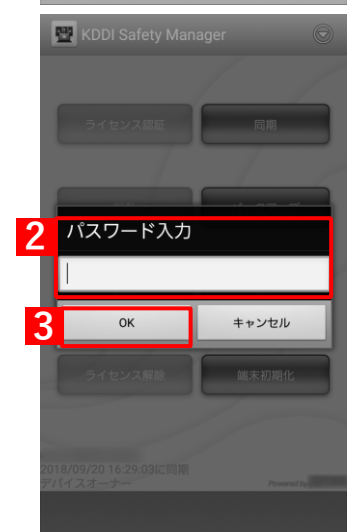 KDDI Safety Manager
ライセンス認証
同期
2
パスワード入力
3
OK
キャンセル
ライセンス解除
端末初期化
2018/09/20 16:29:03に同期
デバイスオーナー
Powered by